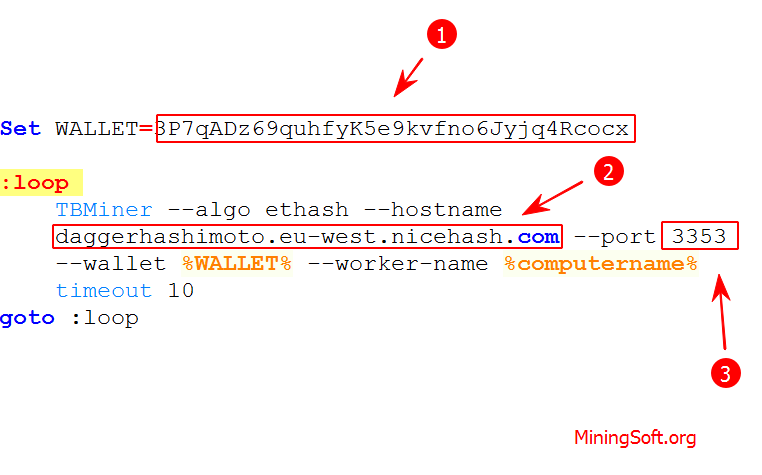 1
Set WALLET=3P7qADz69quhfyK5e9kvfno6Jyjq4Rcocx
:loop
2
TBMiner --algo ethash --hostname
daggerhashimoto.eu-west.nicehash.com --port 3353
--wallet %WALLET% --worker-name %computername%
timeout 10
goto :loop
3
MiningSoft.org